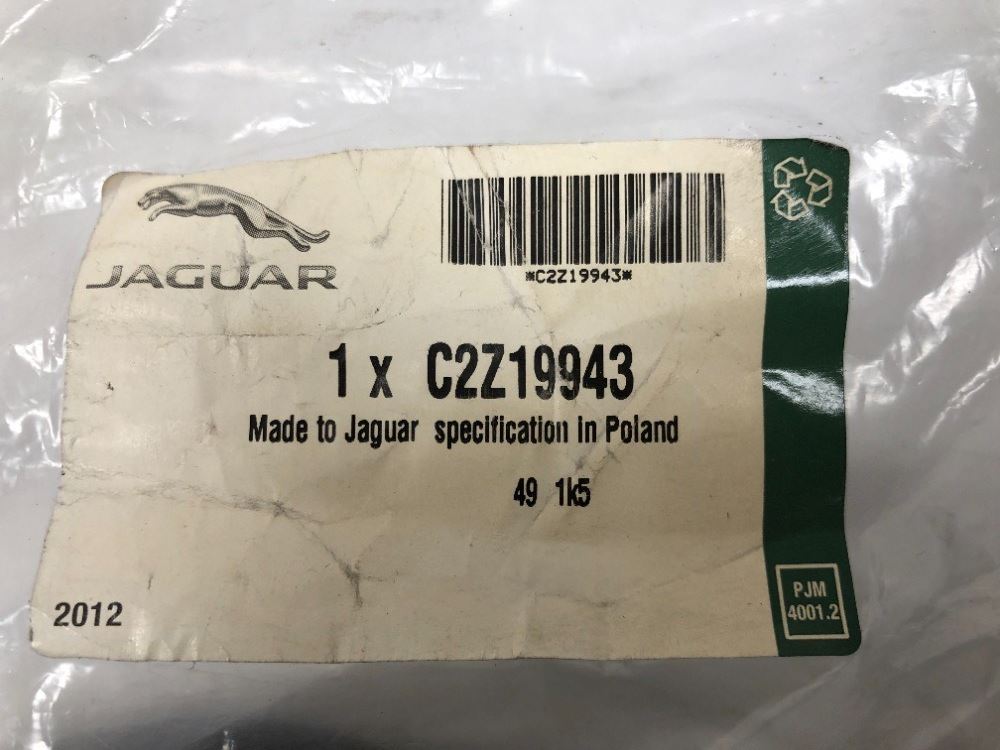 JAGUAR
*C2Z19943*
1 x C2Z19943
Made to Jaguar specification in Poland
49 1k5
2012
PJM
4001.2